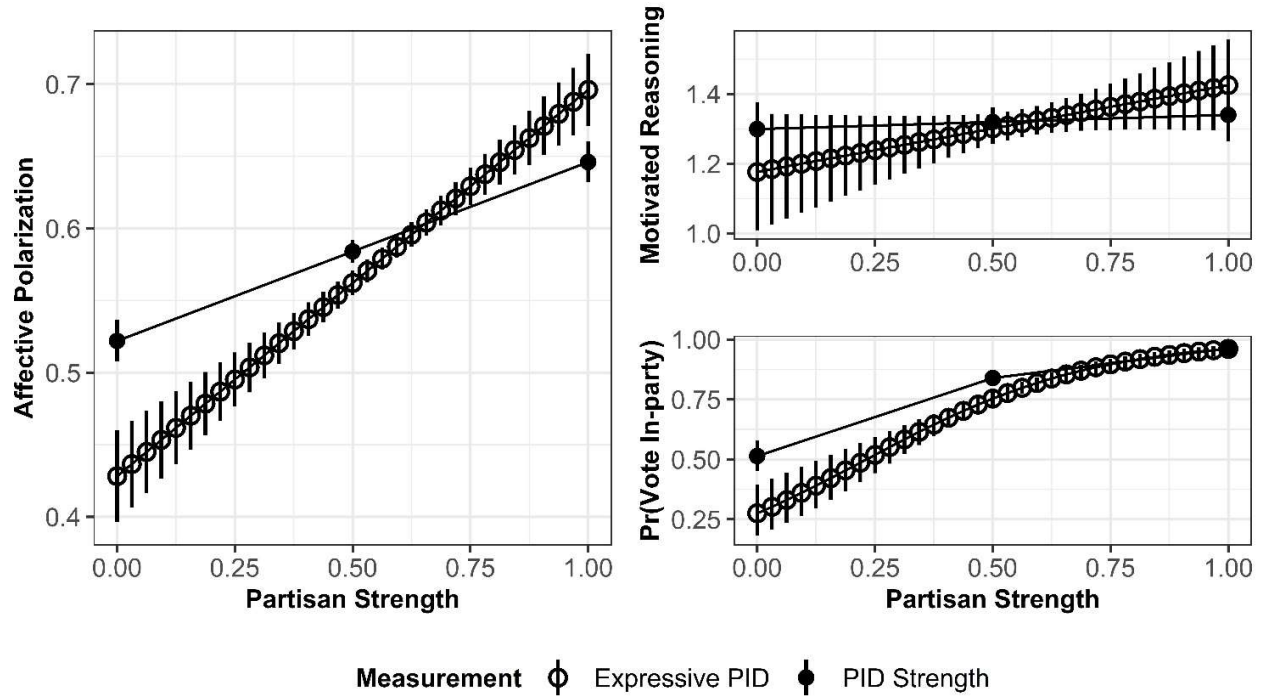 Affective Polarization
0.7
0.6
0.5
0.4
0.00 0.25 0.50 0.75 1.00
Partisan Strength
Motivated Reasoning
1.4
1.2
1.0
0.00 0.25 0.50 0.75 1.00
Pr(Vote In-party)
1.00
0.75
0.50
0.25
0.00 0.25 0.50 0.75 1.00
Partisan Strength
Measurement Expressive PID PID Strength